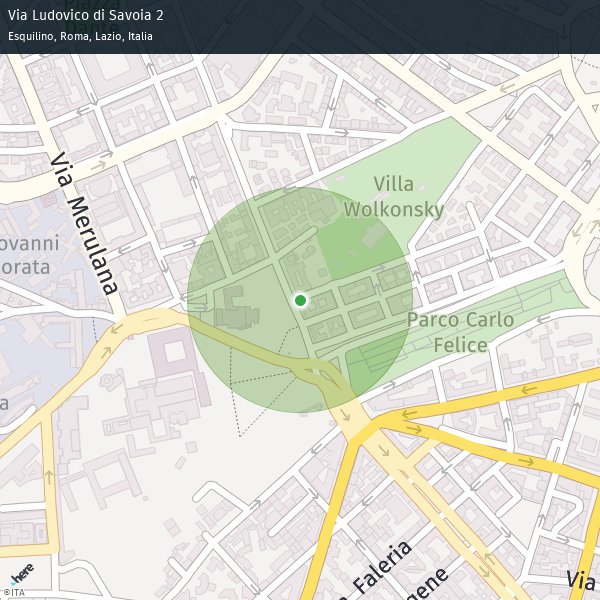 Via Ludovico di Savoia 2
Esquilino, Roma, Lazio, Italia
Via Merulana
Villa
Wolkonsky
ovanni
orata
Parco Carlo
Felice
a
Faleria
gene
Via
here
©ITA